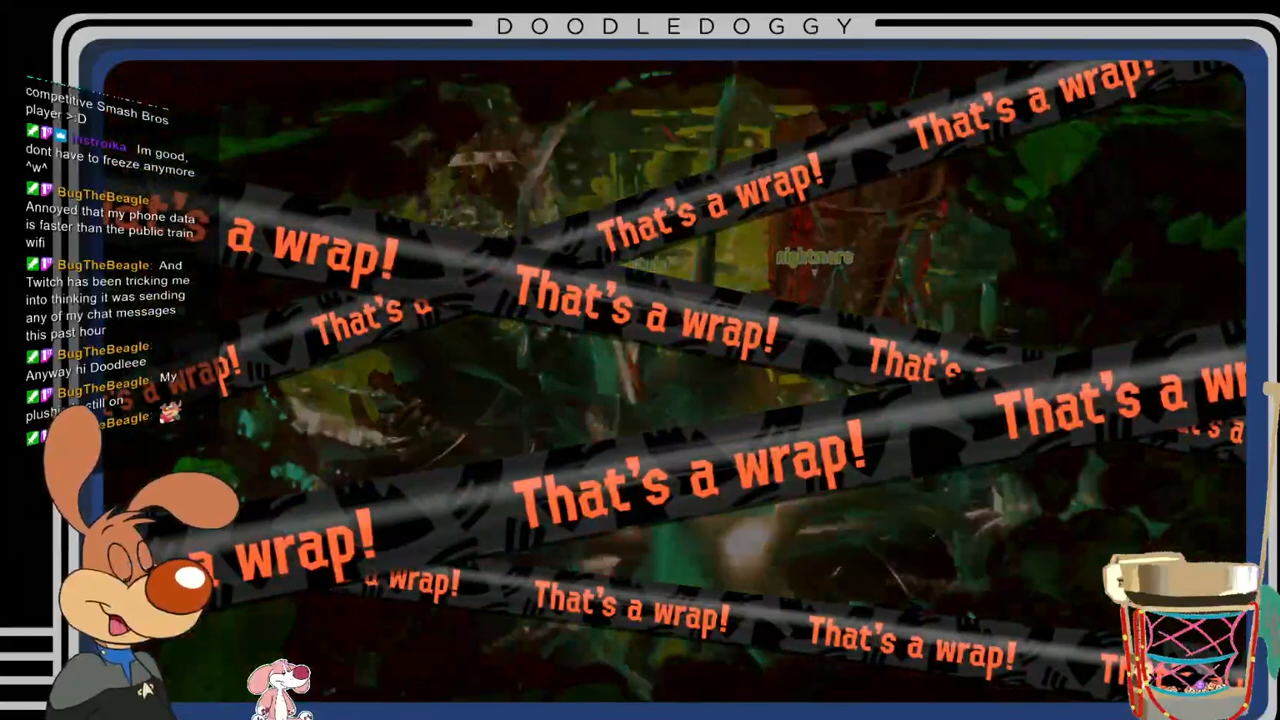 DOODLEDOGGY
competitive Smash Bros
player >:D
Im good,
dont have to freeze anymore
^w^
BugTheBeagle:
Annoyed that my phone data
is faster than the public train
wifi
BugTheBeagle: And
Twitch has been tricking me
into thinking it was sending
any of my chat messages
this past hour
BugTheBeagle:
Anyway hi Doodleee
BugTheBeagle: My
still on
BugTheBeagle:
That's a wrap!
That's a wrap!
a wrap!
That's a wrap!
That's
nightmare
That's a
a wrap!
That's a wrap!
That's a
a wrap!
a wrap!
That's a wrap!
That's a wrap!